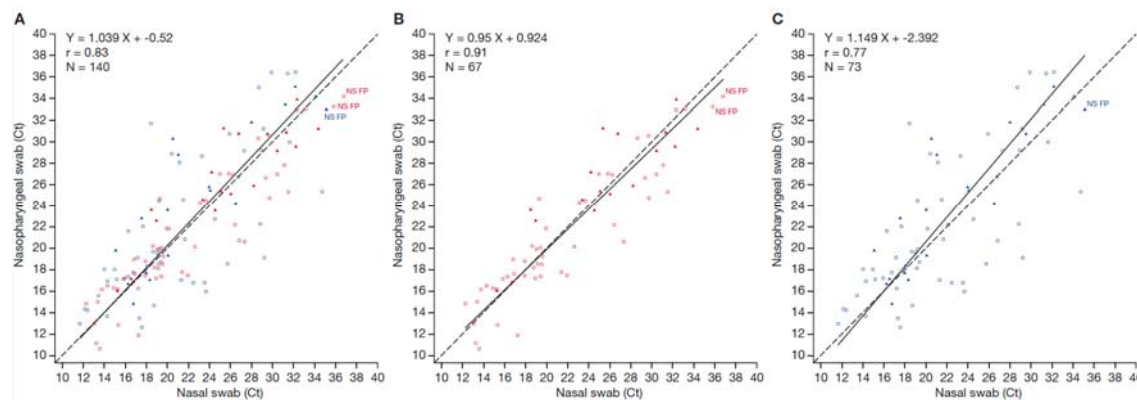 A
Y = 1.039 X + -0.52
r = 0.83
N = 140
Nasopharyngeal swab (Ct)
40
38
36
34
32
30
28
26
24
22
20
18
16
14
12
10
NS FP
NS FP
NS FP
10 12 14 16 18 20 22 24 26 28 30 32 34 36 38 40
Nasal swab (Ct)
B
Y = 0.95 X + 0.924
r = 0.91
N = 67
Nasopharyngeal swab (Ct)
40
38
36
34
32
30
28
26
24
22
20
18
16
14
12
10
NS FP
NS FP
10 12 14 16 18 20 22 24 26 28 30 32 34 36 38 40
Nasal swab (Ct)
C
Y = 1.149 X + -2.392
r = 0.77
N = 73
Nasopharyngeal swab (Ct)
40
38
36
34
32
30
28
26
24
22
20
18
16
14
12
10
NS FP
10 12 14 16 18 20 22 24 26 28 30 32 34 36 38 40
Nasal swab (Ct)